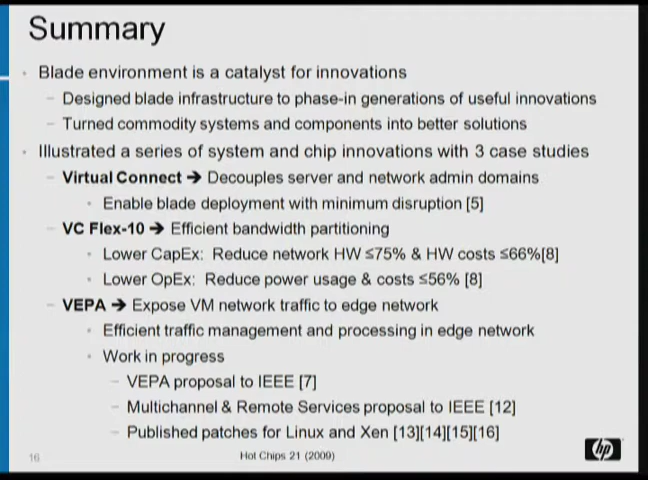 Summary
Blade environment is a catalyst for innovations
– Designed blade infrastructure to phase-in generations of useful innovations
– Turned commodity systems and components into better solutions
Illustrated a series of system and chip innovations with 3 case studies
– Virtual Connect ➔ Decouples server and network admin domains
Enable blade deployment with minimum disruption [5]
– VC Flex-10 ➔ Efficient bandwidth partitioning
Lower CapEx: Reduce network HW ≤75% & HW costs ≤66%[8]
Lower OpEx: Reduce power usage & costs ≤56% [8]
– VEPA ➔ Expose VM network traffic to edge network
Efficient traffic management and processing in edge network
Work in progress
– VEPA proposal to IEEE [7]
– Multichannel & Remote Services proposal to IEEE [12]
– Published patches for Linux and Xen [13][14][15][16]
16
Hot Chips 21 (2009)
hp